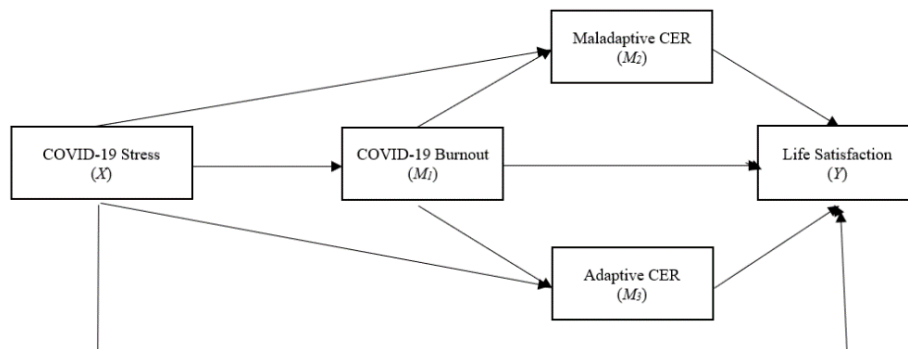 Maladaptive CER
(M2)
COVID-19 Stress
(X)
COVID-19 Burnout
(M1)
Life Satisfaction
(Y)
Adaptive CER
(M3)